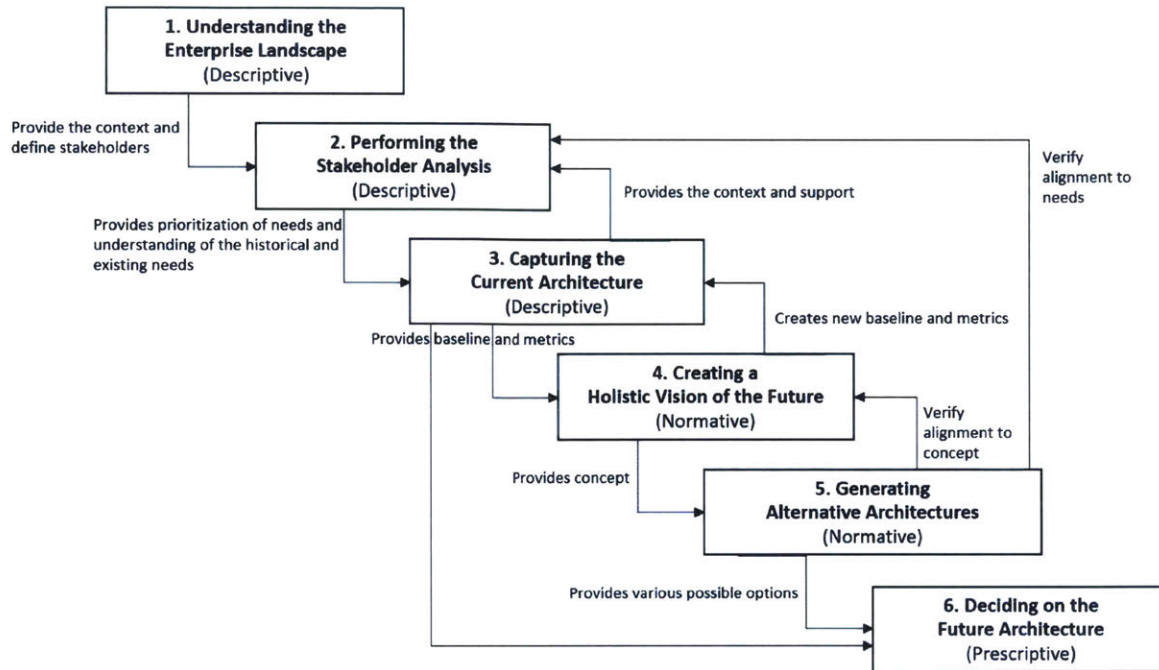 1. Understanding the
Enterprise Landscape
(Descriptive)
Provide the context and
define stakeholders
2. Performing the
Stakeholder Analysis
(Descriptive)
Verify
alignment to
needs
Provides the context and support
Provides prioritization of needs and
understanding of the historical and
existing needs
3. Capturing the
Current Architecture
(Descriptive)
Creates new baseline and metrics
Provides baseline and metrics
4. Creating a
Holistic Vision of the Future
(Normative)
Verify
alignment to
concept
Provides concept
5. Generating
Alternative Architectures
(Normative)
Provides various possible options
6. Deciding on the
Future Architecture
(Prescriptive)